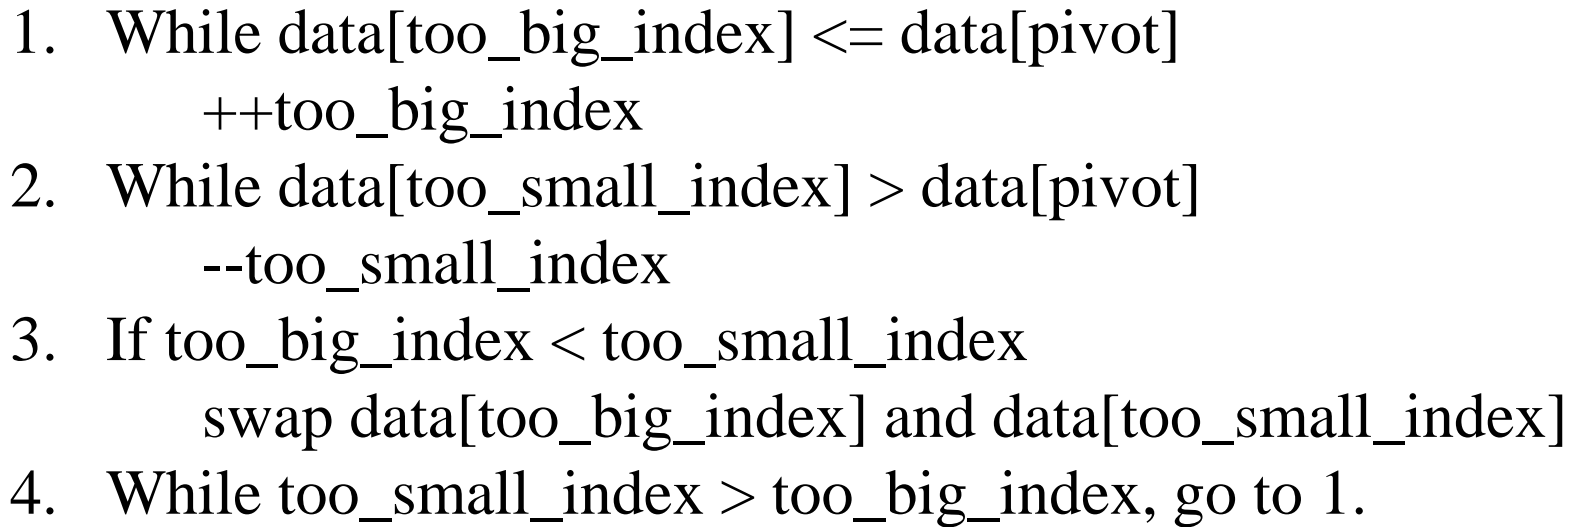 1. While data[too_big_index] <= data[pivot]
++too_big_index
2. While data[too_small_index] > data[pivot]
--too_small_index
3. If too_big_index < too_small_index
swap data[too_big_index] and data[too_small_index]
4. While too_small_index > too_big_index, go to 1.